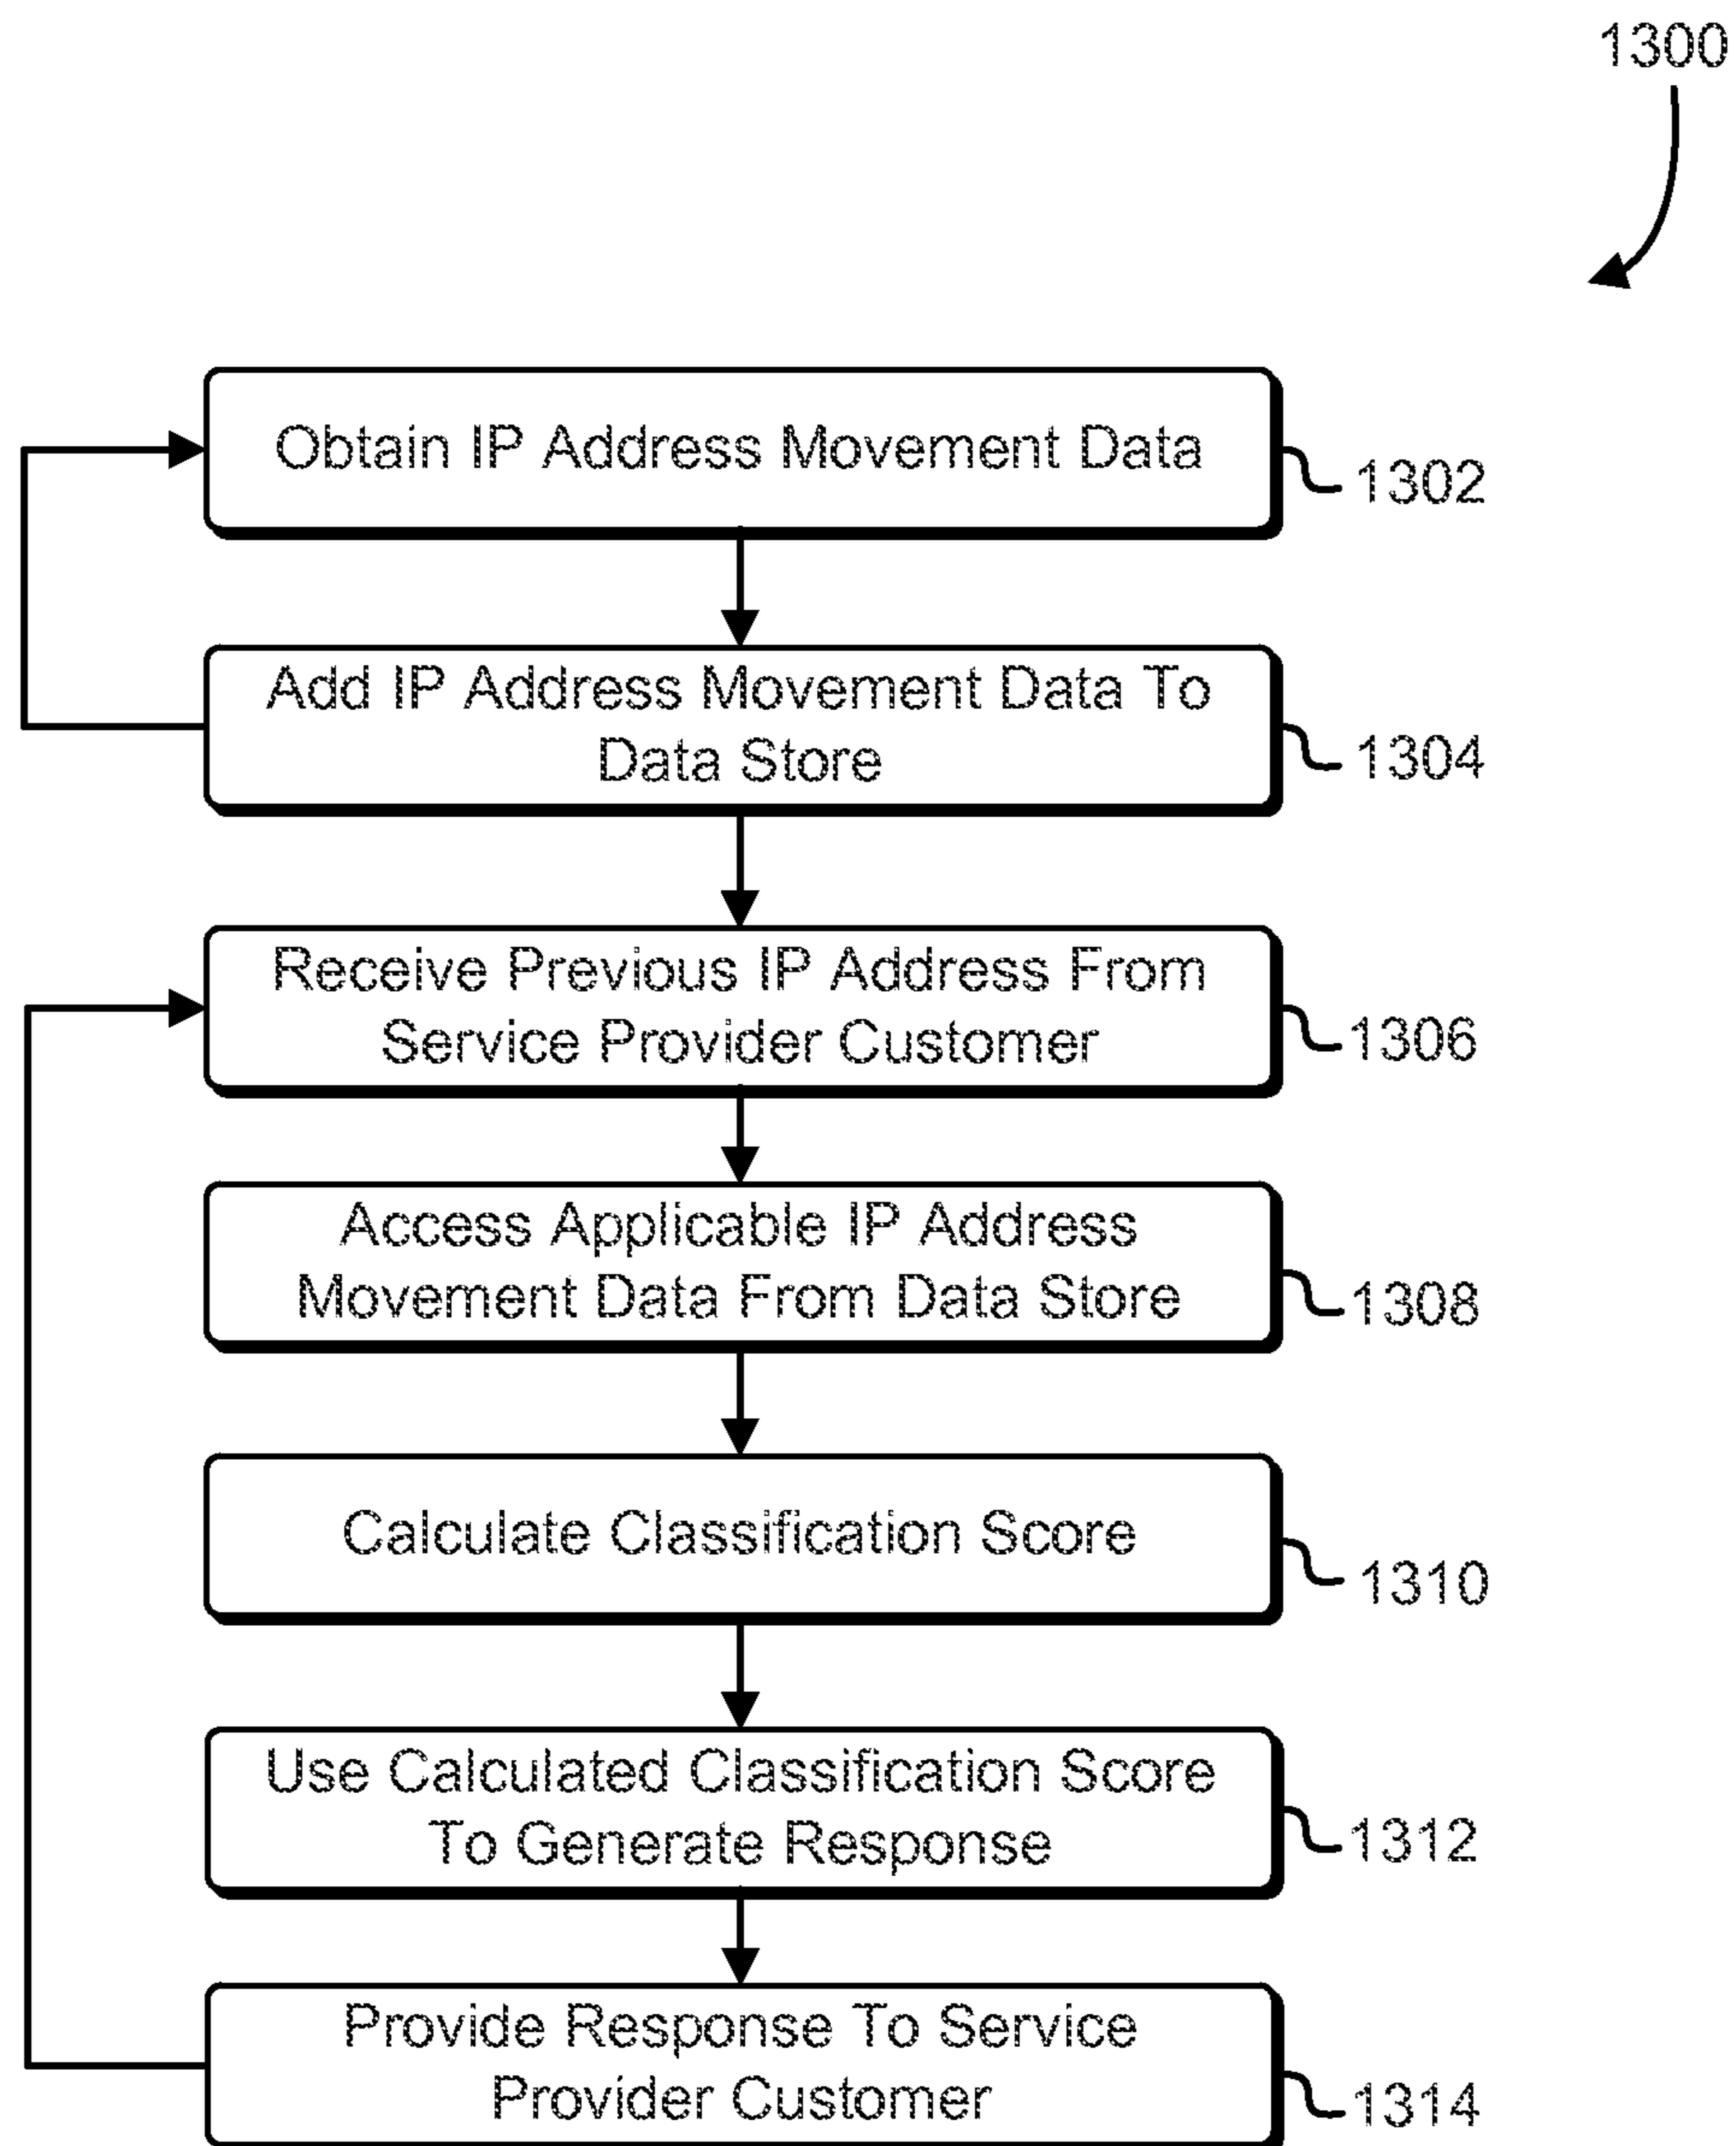 1300
Obtain IP Address Movement Data
1302
Add IP Address Movement Data To
Data Store
1304
Receive Previous IP Address From
Service Provider Customer
1306
Access Applicable IP Address
Movement Data From Data Store
1308
Calculate Classification Score
1310
Use Calculated Classification Score
To Generate Response
1312
Provide Response To Service
Provider Customer
1314